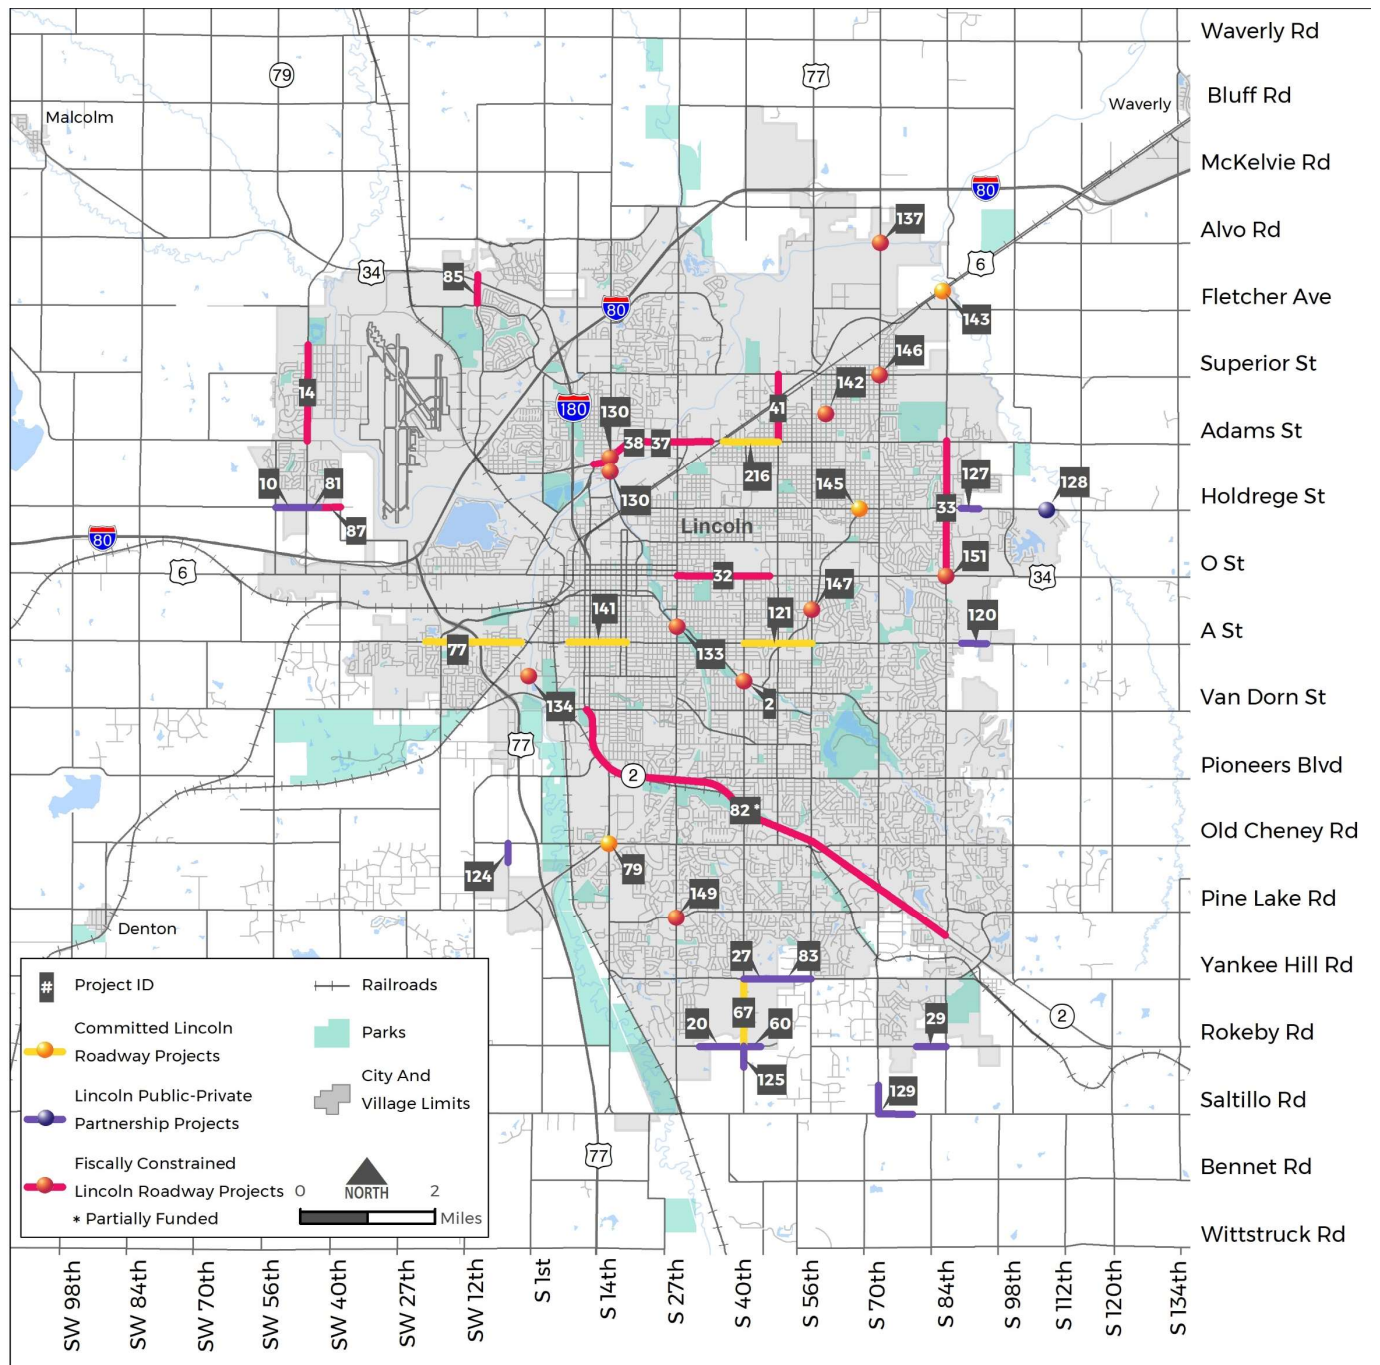 Waverly Rd
79
77
Bluff Rd
Waverly
Malcolm
McKelvie Rd
80
137
Alvo Rd
6
34
85
Fletcher Ave
80
143
146
Superior St
142
14
180
130
41
38
37
Adams St
216
145
127
128
10
81
Holdrege St
130
33
87
Lincoln
80
151
O St
6
34
32
147
141
121
120
A St
77
133
134
2
Van Dorn St
77
2
Pioneers Blvd
82 *
Old Cheney Rd
124
79
149
Pine Lake Rd
Denton
27
83
Yankee Hill Rd
67
20
60
29
2
Rokeby Rd
125
129
Saltillo Rd
77
Bennet Rd
Wittstruck Rd
# Project ID
Committed Lincoln
Roadway Projects
Lincoln Public-Private
Partnership Projects
Fiscally Constrained
Lincoln Roadway Projects
* Partially Funded
Railroads
Parks
City And
Village Limits
NORTH
0 2
Miles
SW 98th
SW 84th
SW 70th
SW 56th
SW 40th
SW 27th
SW 12th
S 1st
S 14th
S 27th
S 40th
S 56th
S 70th
S 84th
S 98th
S 112th
S 120th
S 134th